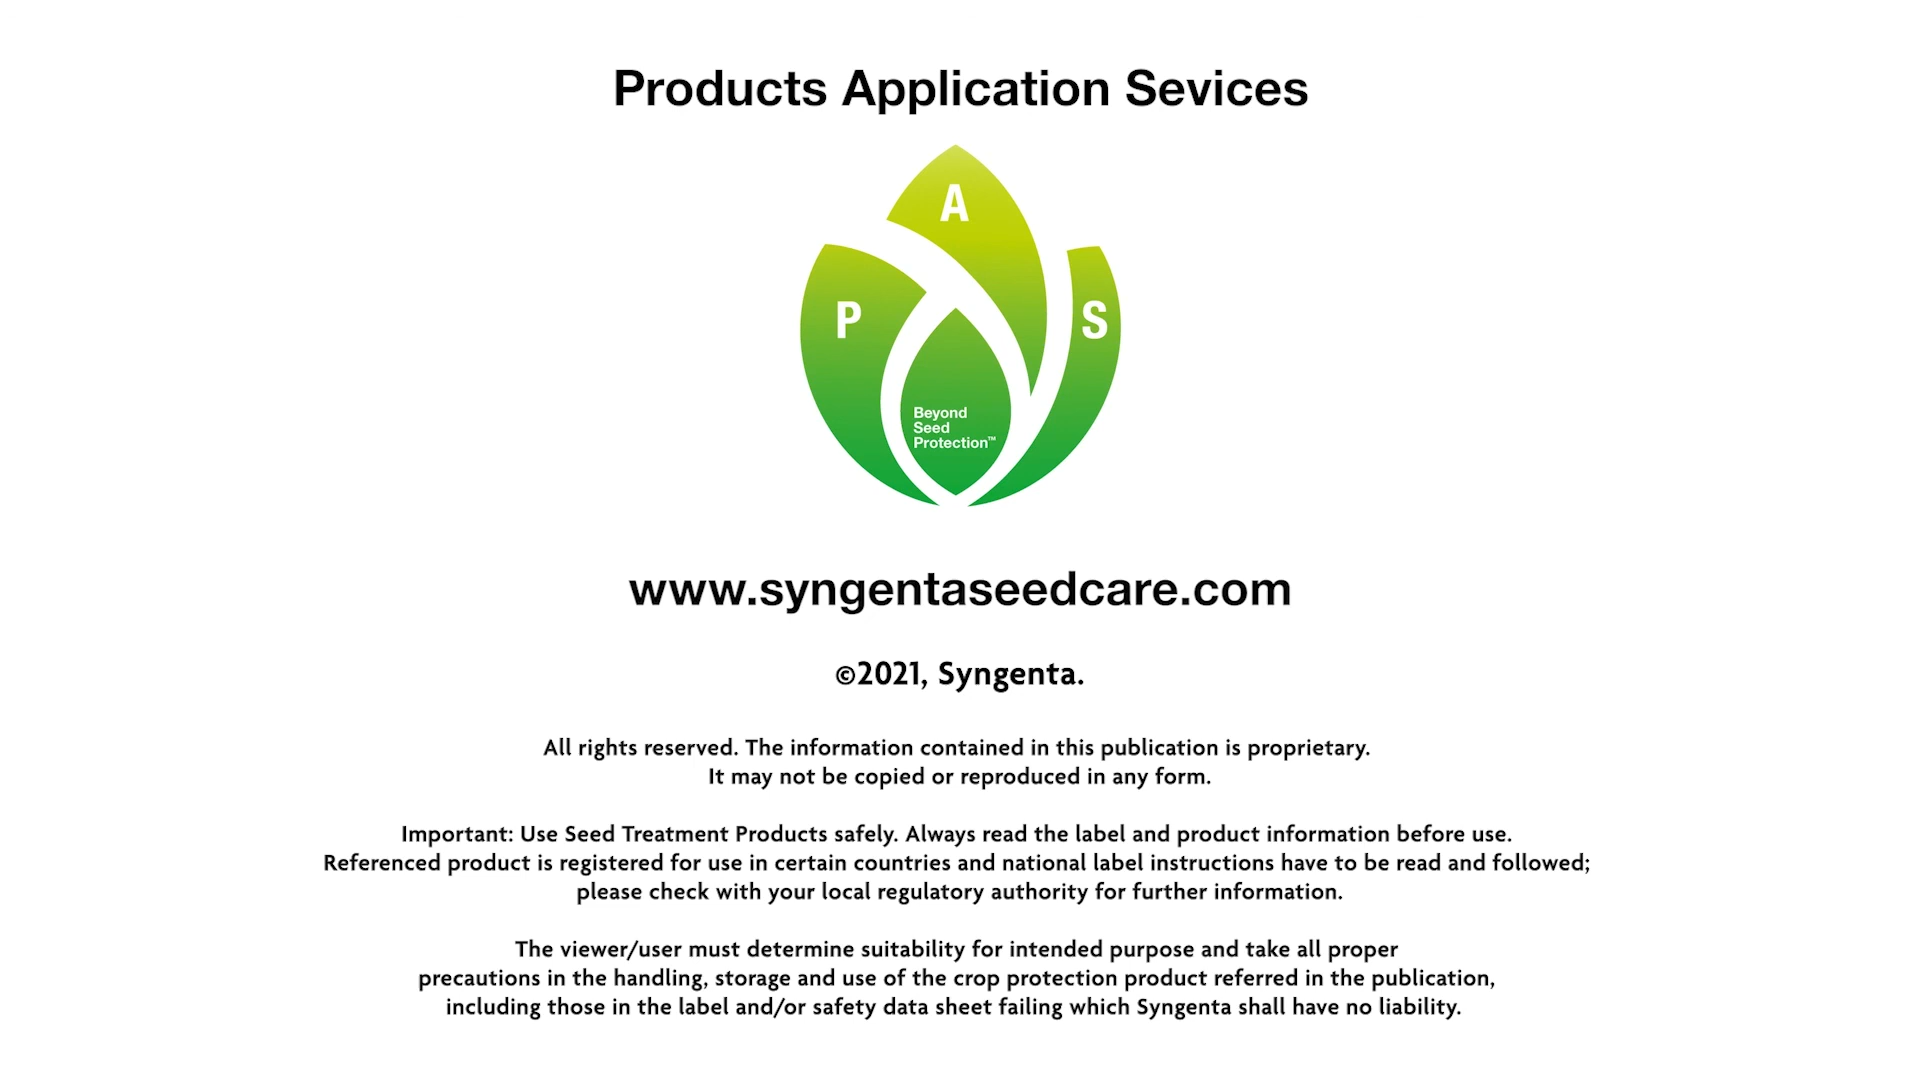 Products Application Sevices
A
P
S
Beyond
Seed
Protection™
www.syngentaseedcare.com
©2021, Syngenta.
All rights reserved. The information contained in this publication is proprietary.
It may not be copied or reproduced in any form.
Important: Use Seed Treatment Products safely. Always read the label and product information before use.
Referenced product is registered for use in certain countries and national label instructions have to be read and followed;
please check with your local regulatory authority for further information.
The viewer/user must determine suitability for intended purpose and take all proper
precautions in the handling, storage and use of the crop protection product referred in the publication,
including those in the label and/or safety data sheet failing which Syngenta shall have no liability.